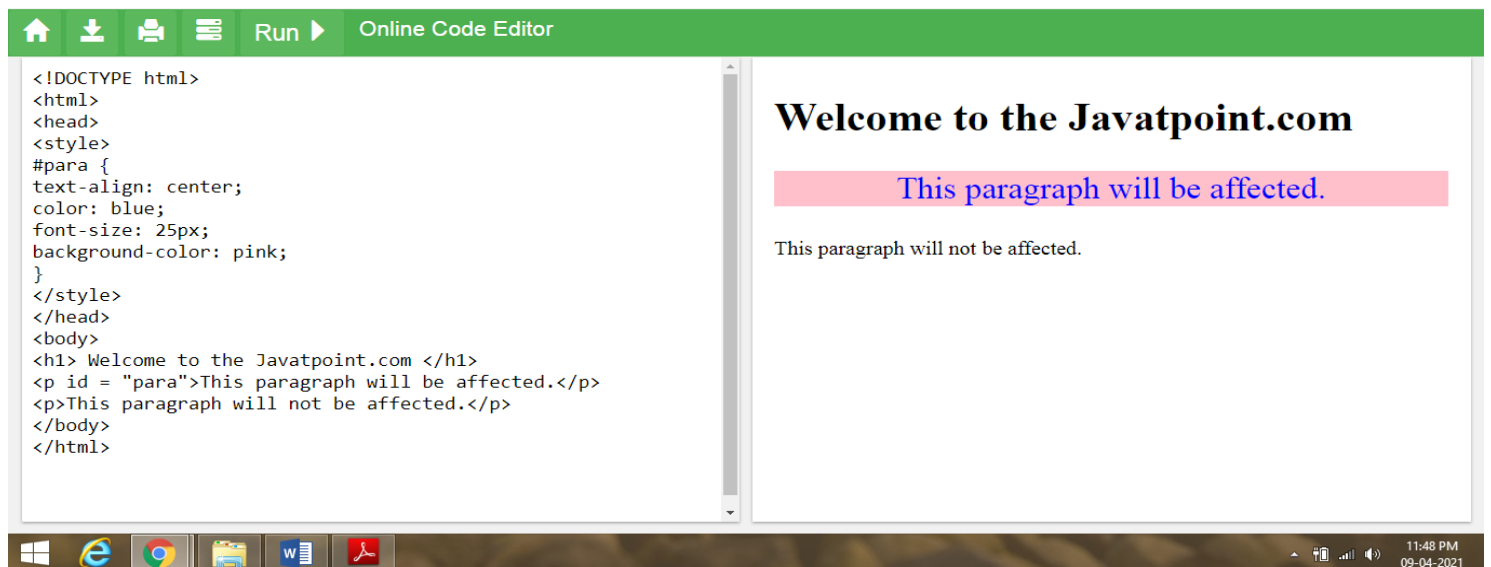 Run Online Code Editor
<!DOCTYPE html>
<html>
<head>
<style>
#para {
text-align: center;
color: blue;
font-size: 25px;
background-color: pink;
}
</style>
</head>
<body>
<h1> Welcome to the Javatpoint.com </h1>
<p id = "para">This paragraph will be affected.</p>
<p>This paragraph will not be affected.</p>
</body>
</html>
Welcome to the Javatpoint.com
This paragraph will be affected.
This paragraph will not be affected.
W
11:48 PM
09-04-2021